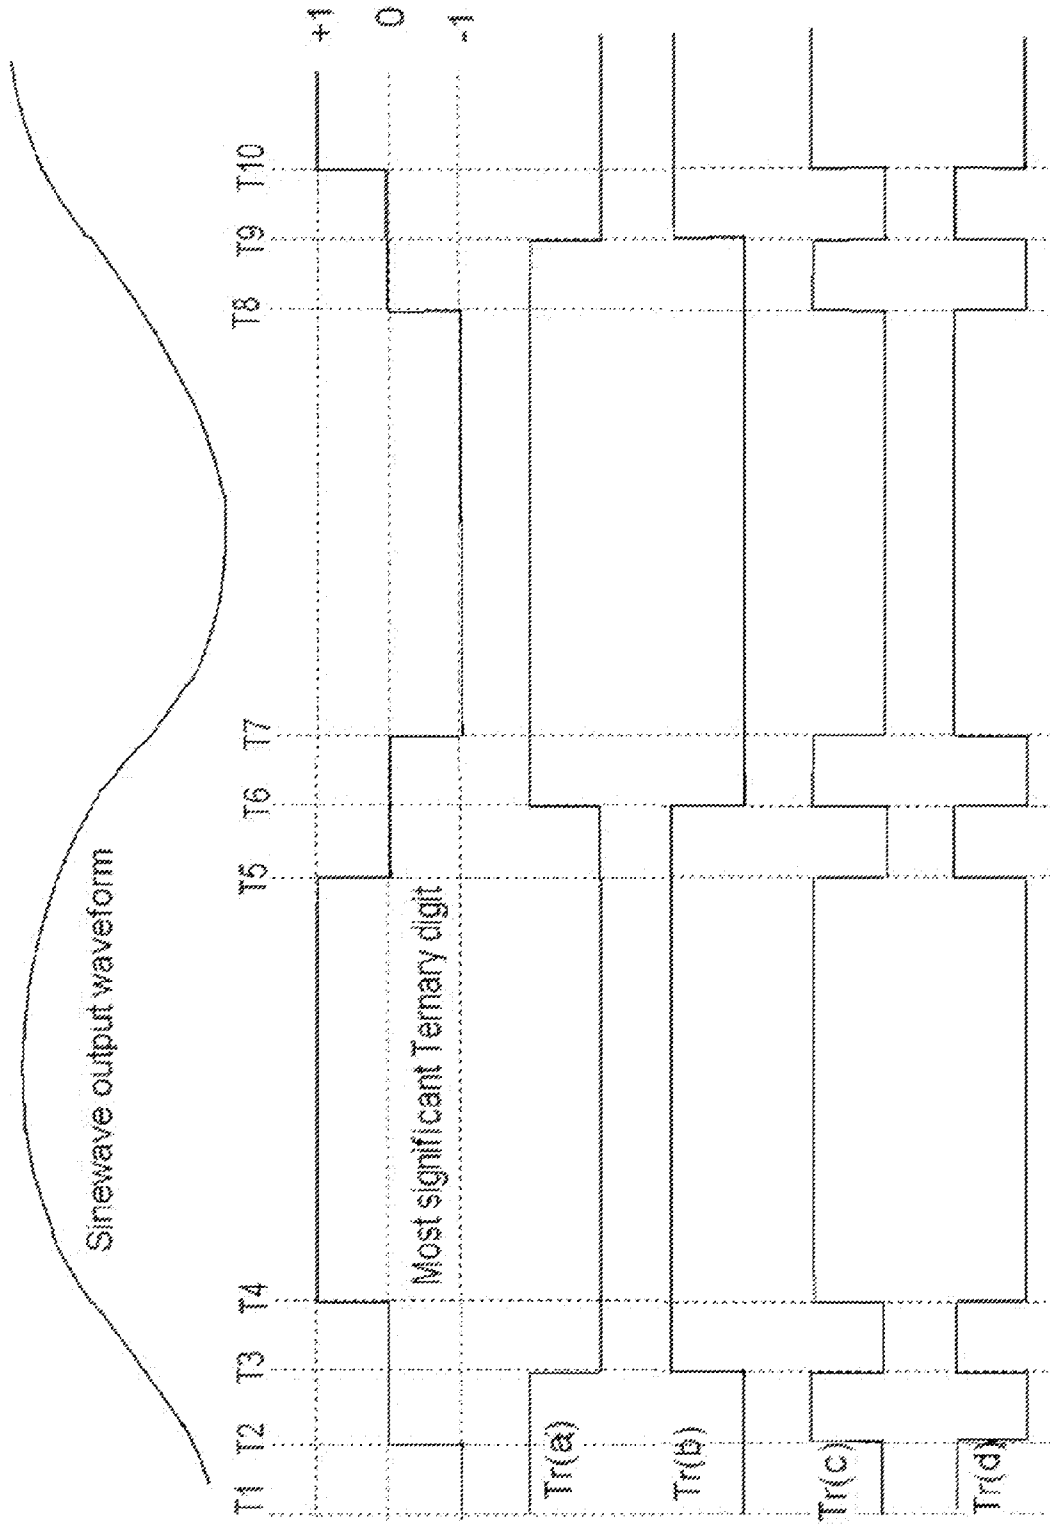 Sinewave output waveform
T1 T2 T3 T4 T5 T6 T7 T8 T9 T10
+1
0
Most significant Ternary digit
-1
Tr(a)
Tr(b)
Tr(c)
Tr(d)